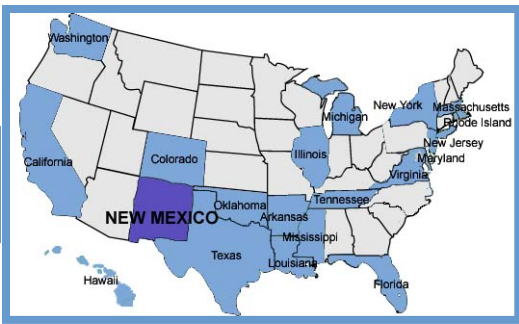 Washington
New York
Massachusetts
Michigan
Rhode Island
New Jersey
Illinois
Maryland
Colorado
California
Virginia
Tennessee
Oklahoma
NEW MEXICO
Arkansas
Mississippi
Texas
Louisiana
Hawaii
Florida